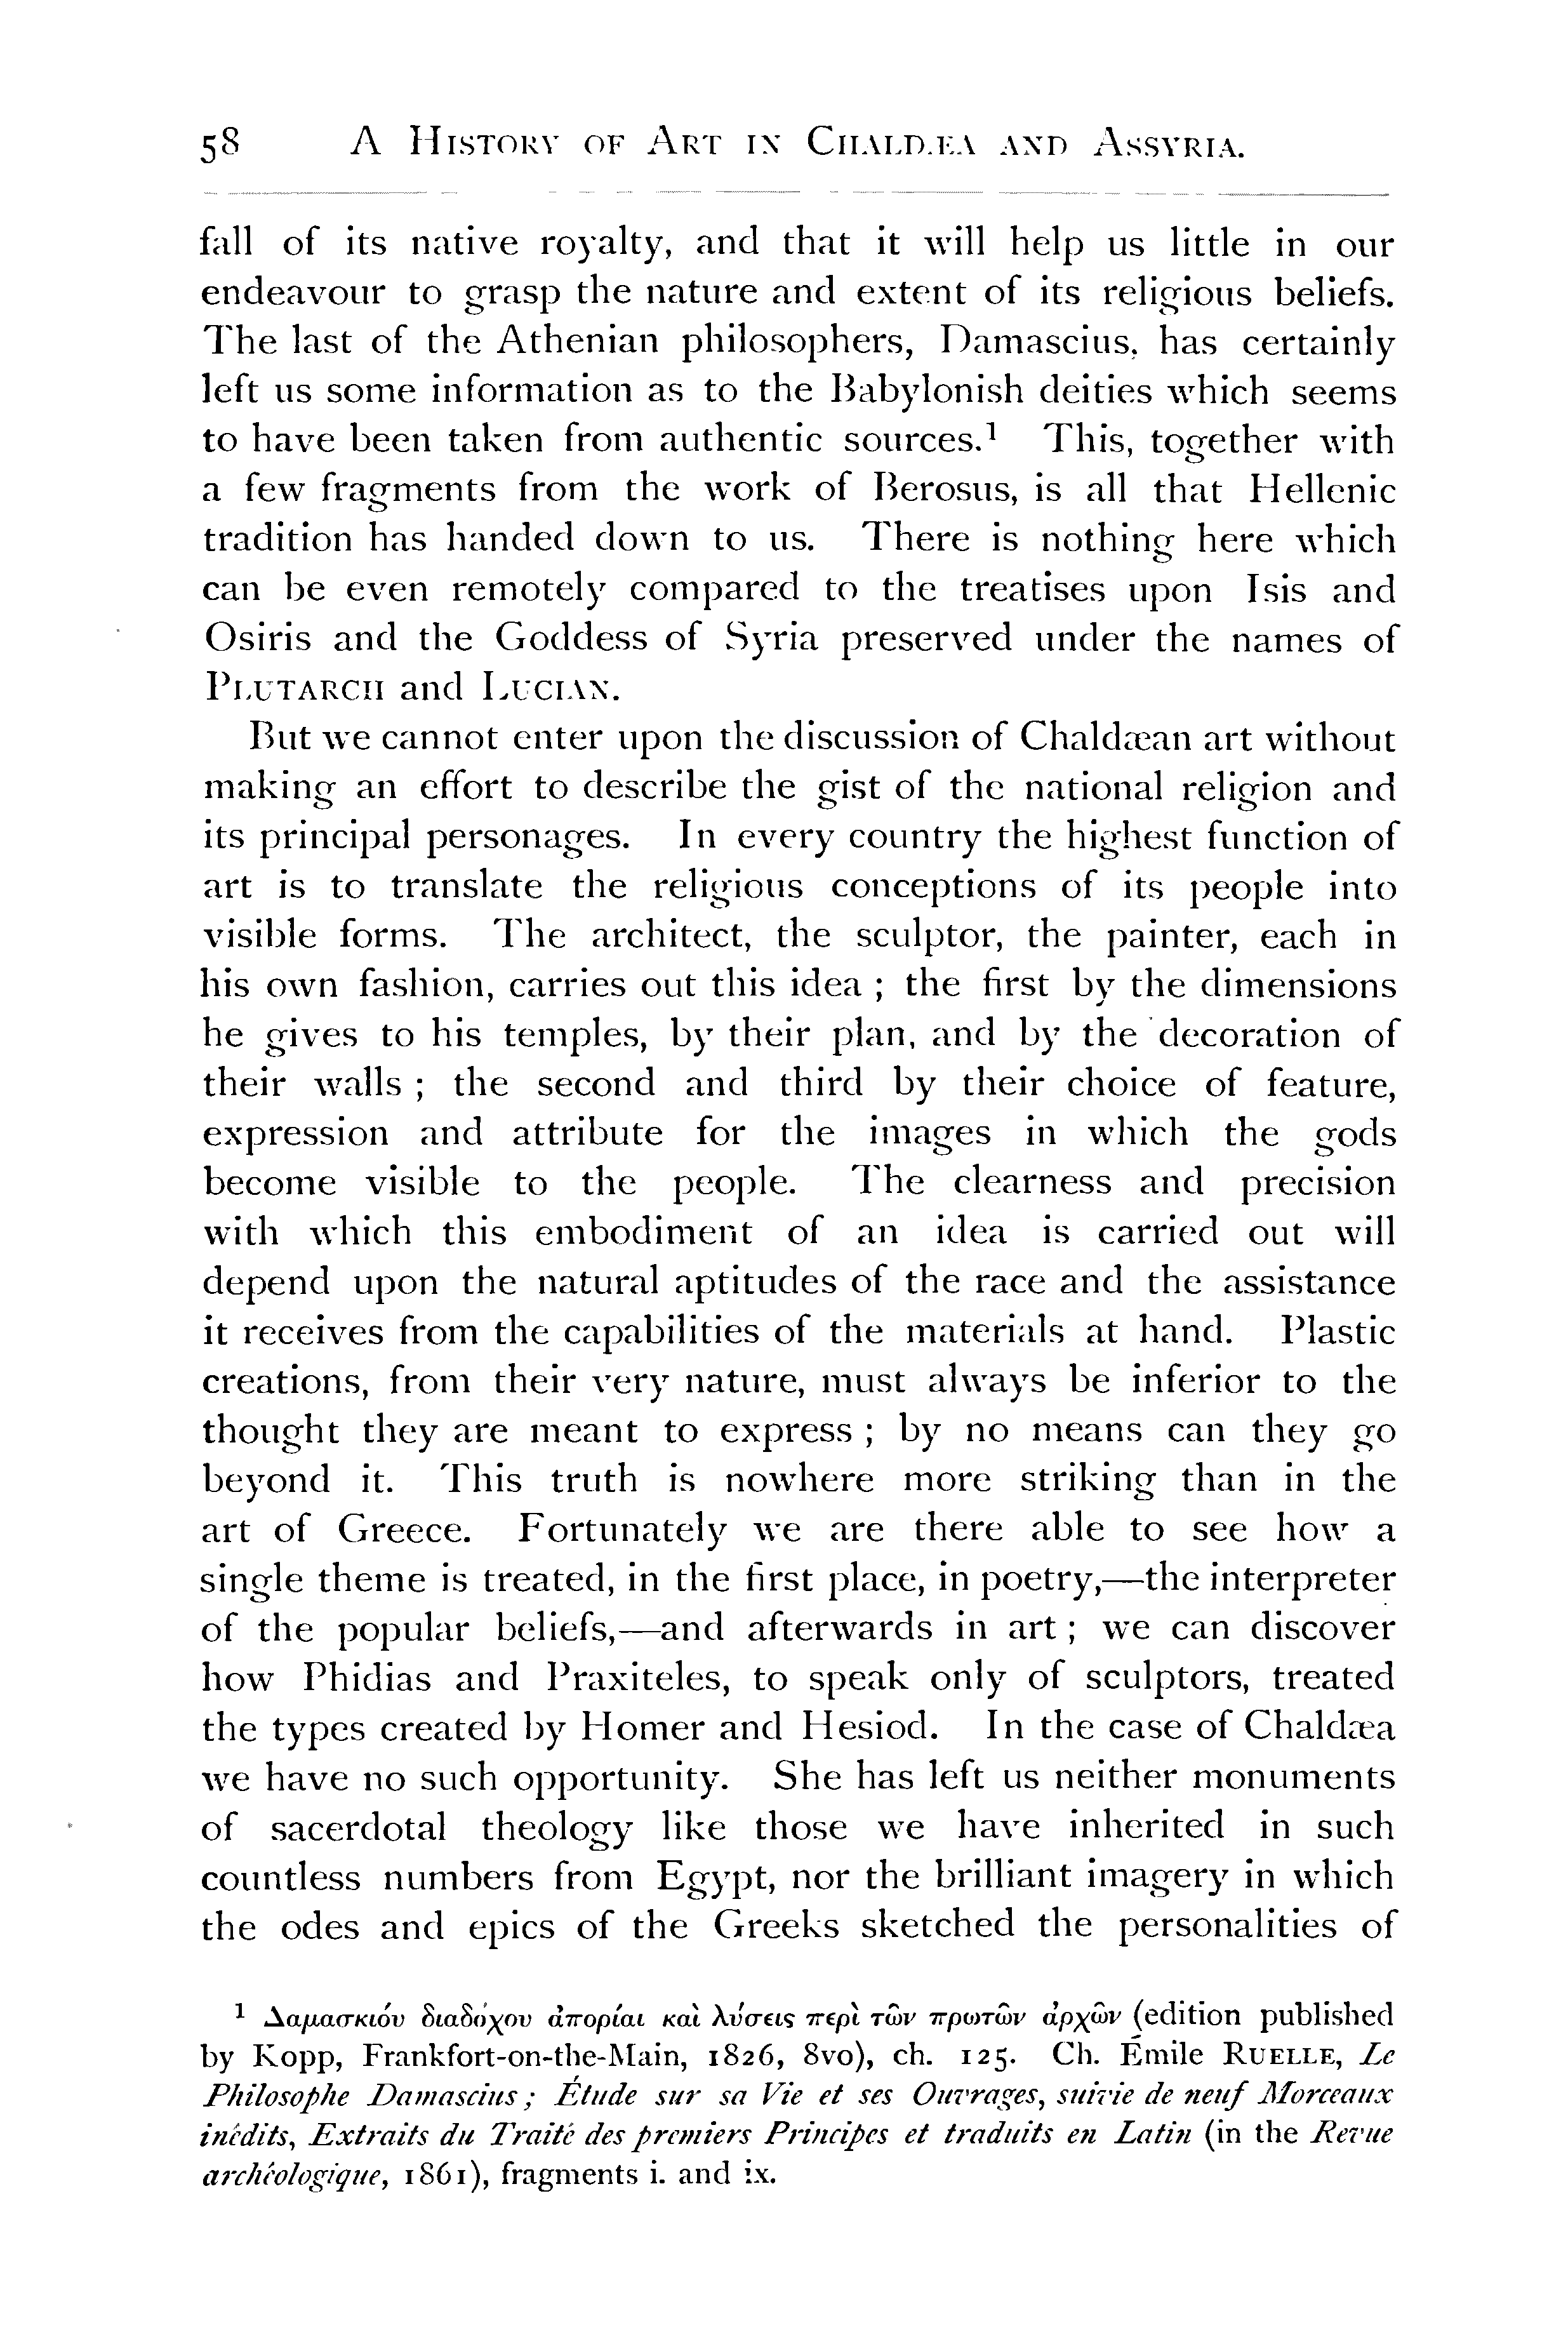 58 A History of Art in Chaldæa and Assyria.
fall of its native royalty, and that it will help us little in our
endeavour to grasp the nature and extent of its religious beliefs.
The last of the Athenian philosophers, Damascius, has certainly
left us some information as to the Babylonish deities which seems
to have been taken from authentic sources.¹ This, together with
a few fragments from the work of Berosus, is all that Hellenic
tradition has handed down to us. There is nothing here which
can be even remotely compared to the treatises upon Isis and
Osiris and the Goddess of Syria preserved under the names of
Plutarch and Lucian.
But we cannot enter upon the discussion of Chaldæan art without
making an effort to describe the gist of the national religion and
its principal personages. In every country the highest function of
art is to translate the religious conceptions of its people into
visible forms. The architect, the sculptor, the painter, each in
his own fashion, carries out this idea ; the first by the dimensions
he gives to his temples, by their plan, and by the decoration of
their walls ; the second and third by their choice of feature,
expression and attribute for the images in which the gods
become visible to the people. The clearness and precision
with which this embodiment of an idea is carried out will
depend upon the natural aptitudes of the race and the assistance
it receives from the capabilities of the materials at hand. Plastic
creations, from their very nature, must always be inferior to the
thought they are meant to express ; by no means can they go
beyond it. This truth is nowhere more striking than in the
art of Greece. Fortunately we are there able to see how a
single theme is treated, in the first place, in poetry,—the interpreter
of the popular beliefs,—and afterwards in art ; we can discover
how Phidias and Praxiteles, to speak only of sculptors, treated
the types created by Homer and Hesiod. In the case of Chaldæa
we have no such opportunity. She has left us neither monuments
of sacerdotal theology like those we have inherited in such
countless numbers from Egypt, nor the brilliant imagery in which
the odes and epics of the Greeks sketched the personalities of
¹ Δαμασκιόυ διαδόχου ἀπορίαι καὶ λύσεις περὶ τῶν πρωτῶν ἀρχῶν (edition published
by Kopp, Frankfort-on-the-Main, 1826, 8vo), ch. 125. Ch. Émile Ruelle, Le
Philosophe Damascius ; Étude sur sa Vie et ses Ouvrages, suivie de neuf Morceaux
inédits, Extraits du Traité des premiers Principes et traduits en Latin (in the Revue
archéologique, 1861), fragments i. and ix.